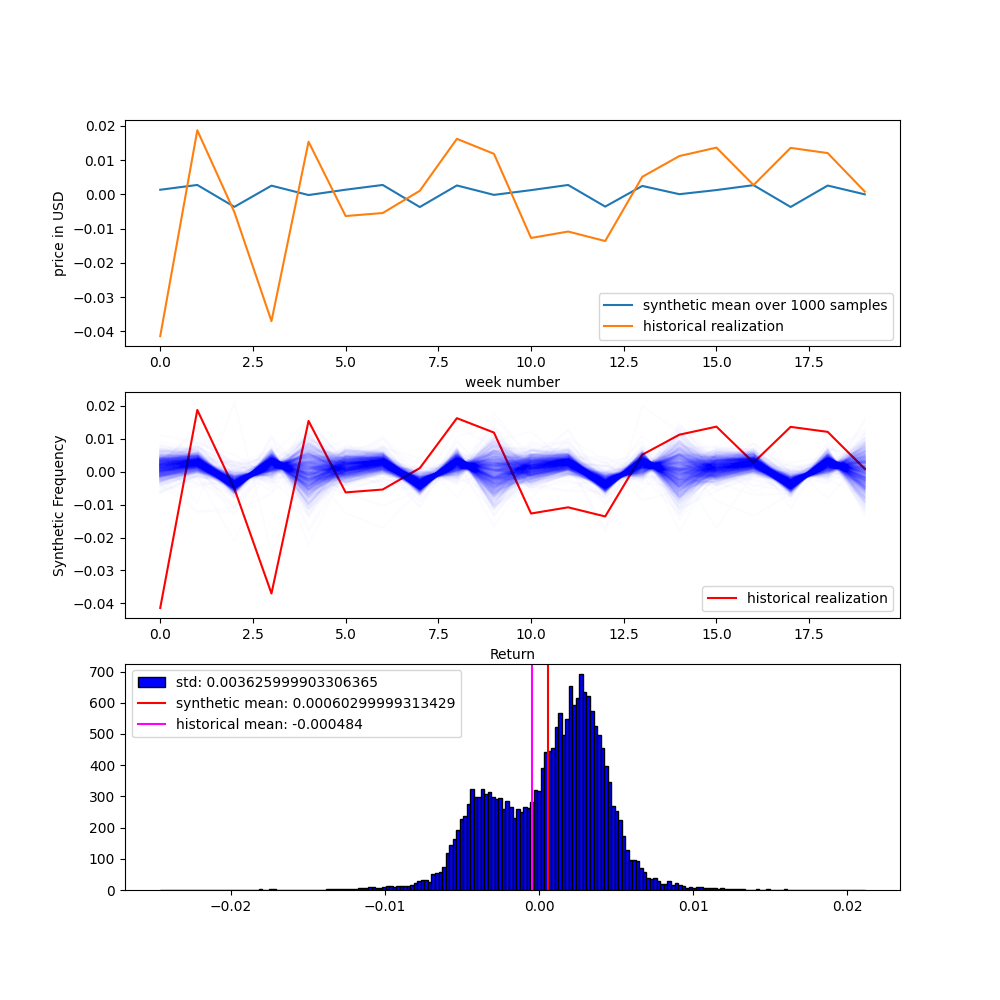 0.02
0.01
0.00
−0.01
−0.02
−0.03
−0.04
price in USD
synthetic mean over 1000 samples
historical realization
0.0 2.5 5.0 7.5 10.0 12.5 15.0 17.5
week number
0.02
0.01
0.00
−0.01
−0.02
−0.03
−0.04
Synthetic Frequency
historical realization
0.0 2.5 5.0 7.5 10.0 12.5 15.0 17.5
Return
700
600
500
400
300
200
100
0
std: 0.003625999903306365
synthetic mean: 0.00060299999313429
historical mean: -0.000484
−0.02 −0.01 0.00 0.01 0.02